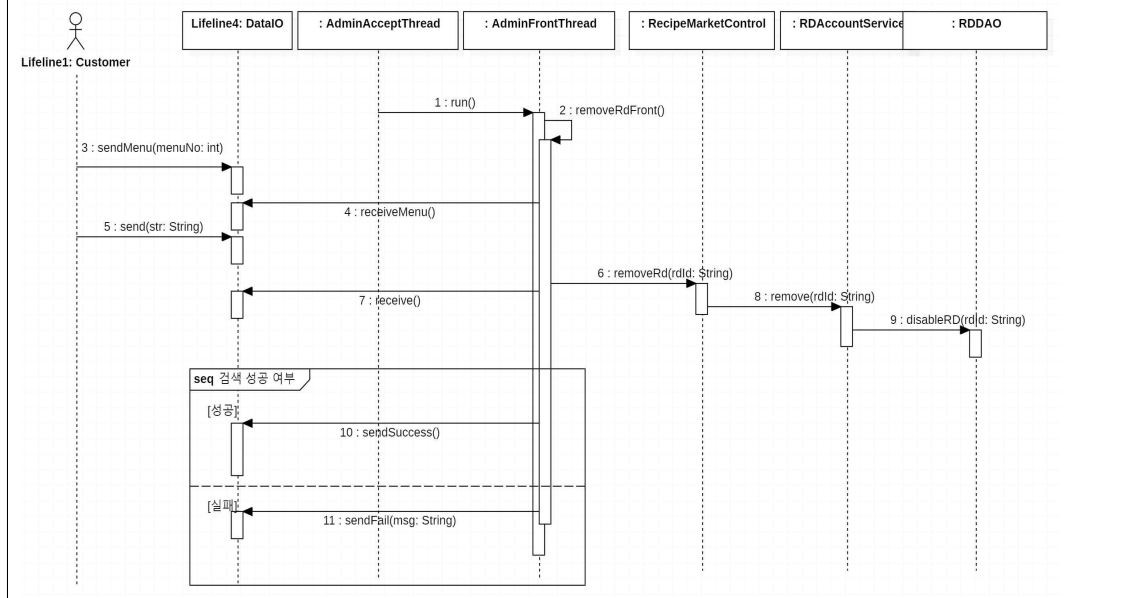 Lifeline1: Customer
Lifeline4: DataIO
: AdminAcceptThread
: AdminFrontThread
: RecipeMarketControl
: RDAccountService
: RDDAO
1 : run()
2 : removeRdFront()
3 : sendMenu(menuNo: int)
4 : receiveMenu()
5 : send(str: String)
6 : removeRd(rdId: String)
7 : receive()
8 : remove(rdId: String)
9 : disableRD(rdId: String)
seq 검색 성공 여부
[성공]
10 : sendSuccess()
[실패]
11 : sendFail(msg: String)